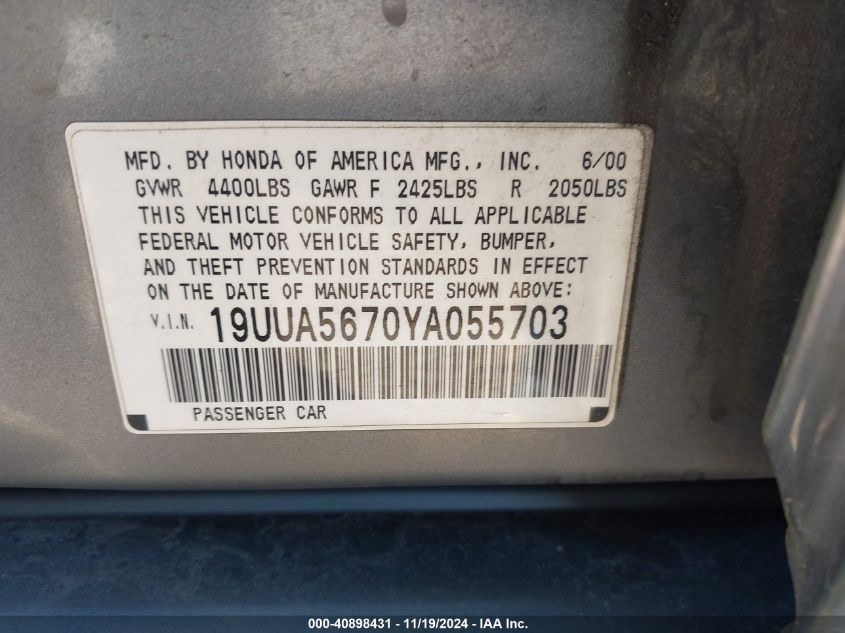 MFD. BY HONDA OF AMERICA MFG., INC. 6/00
GVWR 4400LBS GAWR F 2425LBS R 2050LBS
THIS VEHICLE CONFORMS TO ALL APPLICABLE
FEDERAL MOTOR VEHICLE SAFETY, BUMPER,
AND THEFT PREVENTION STANDARDS IN EFFECT
ON THE DATE OF MANUFACTURE SHOWN ABOVE:
V.I.N. 19UUA5670YA055703
PASSENGER CAR
000-40898431 - 11/19/2024 - IAA Inc.